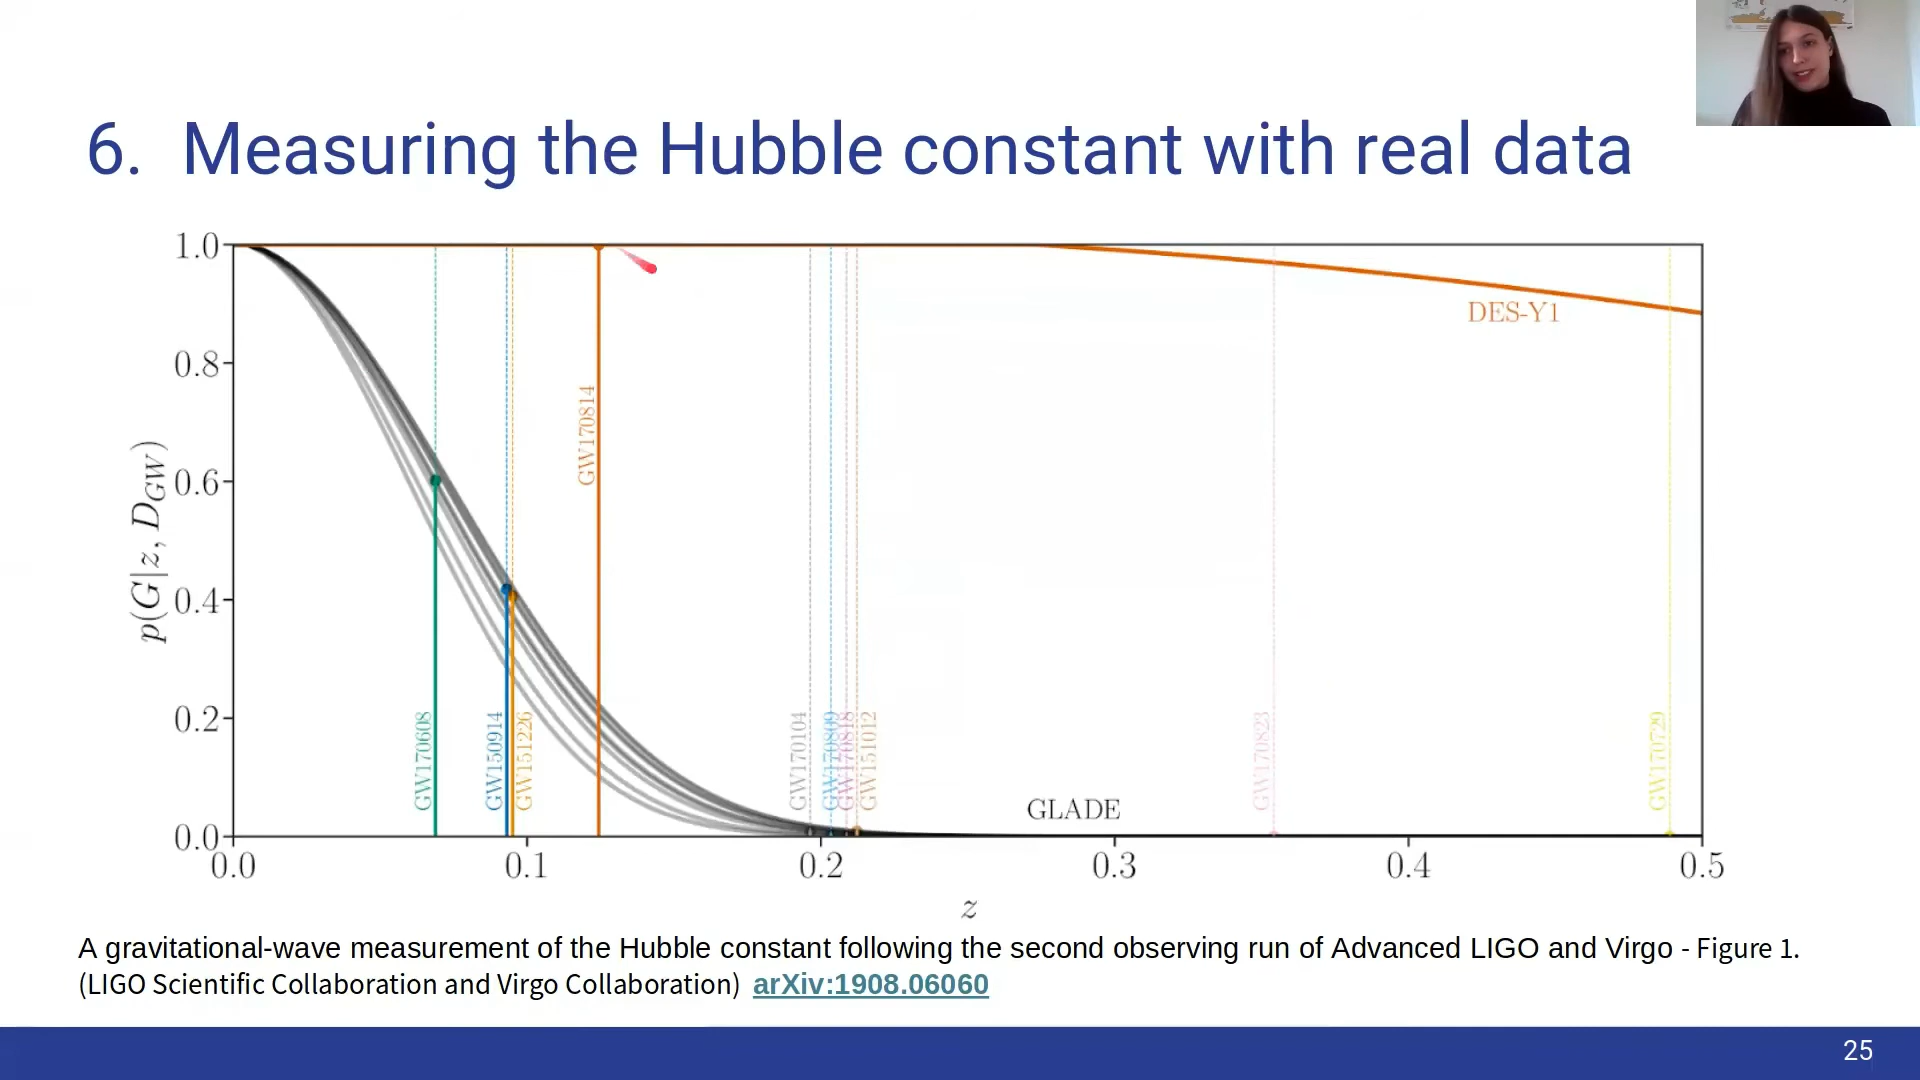 6. Measuring the Hubble constant with real data
1.0
0.8
0.6
0.4
0.2
0.0
p(G|z, D_GW)
DES-Y1
GW170814
GW170608
GW150914
GW151226
GW170104
GW170809
GW170818
GW151012
GW170823
GW170729
GLADE
0.0 0.1 0.2 0.3 0.4 0.5
z
A gravitational-wave measurement of the Hubble constant following the second observing run of Advanced LIGO and Virgo - Figure 1.
(LIGO Scientific Collaboration and Virgo Collaboration) arXiv:1908.06060
25